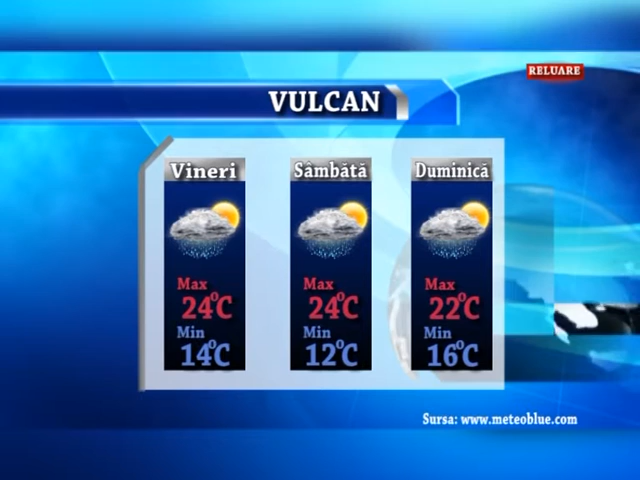 RELUARE
VULCAN
Vineri
Sâmbătă
Duminică
Max
24°C
Min
14°C
Max
24°C
Min
12°C
Max
22°C
Min
16°C
Sursa: www.meteoblue.com